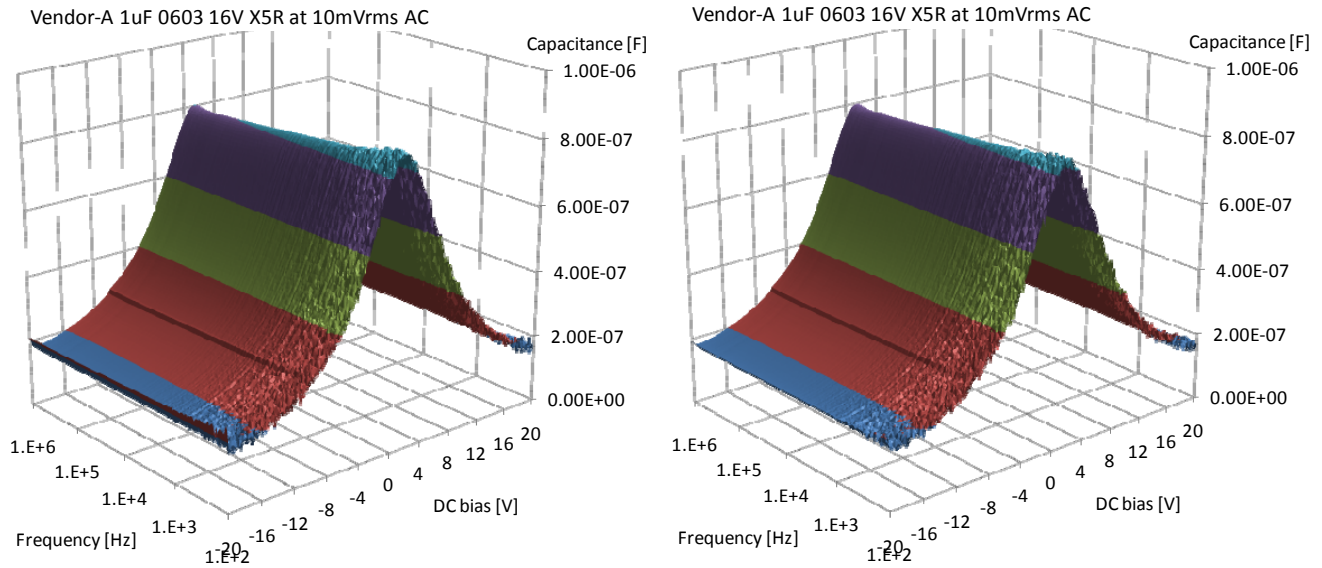 Vendor-A 1uF 0603 16V X5R at 10mVrms AC
Capacitance [F]
1.00E-06
8.00E-07
6.00E-07
4.00E-07
2.00E-07
0.00E+00
20
16
12
8
4
0
-4
-8
-12
-16
-20
DC bias [V]
1.E+6
1.E+5
1.E+4
1.E+3
1.E+2
Frequency [Hz]
Vendor-A 1uF 0603 16V X5R at 10mVrms AC
Capacitance [F]
1.00E-06
8.00E-07
6.00E-07
4.00E-07
2.00E-07
0.00E+00
20
16
12
8
4
0
-4
-8
-12
-16
-20
DC bias [V]
1.E+6
1.E+5
1.E+4
1.E+3
1.E+2
Frequency [Hz]